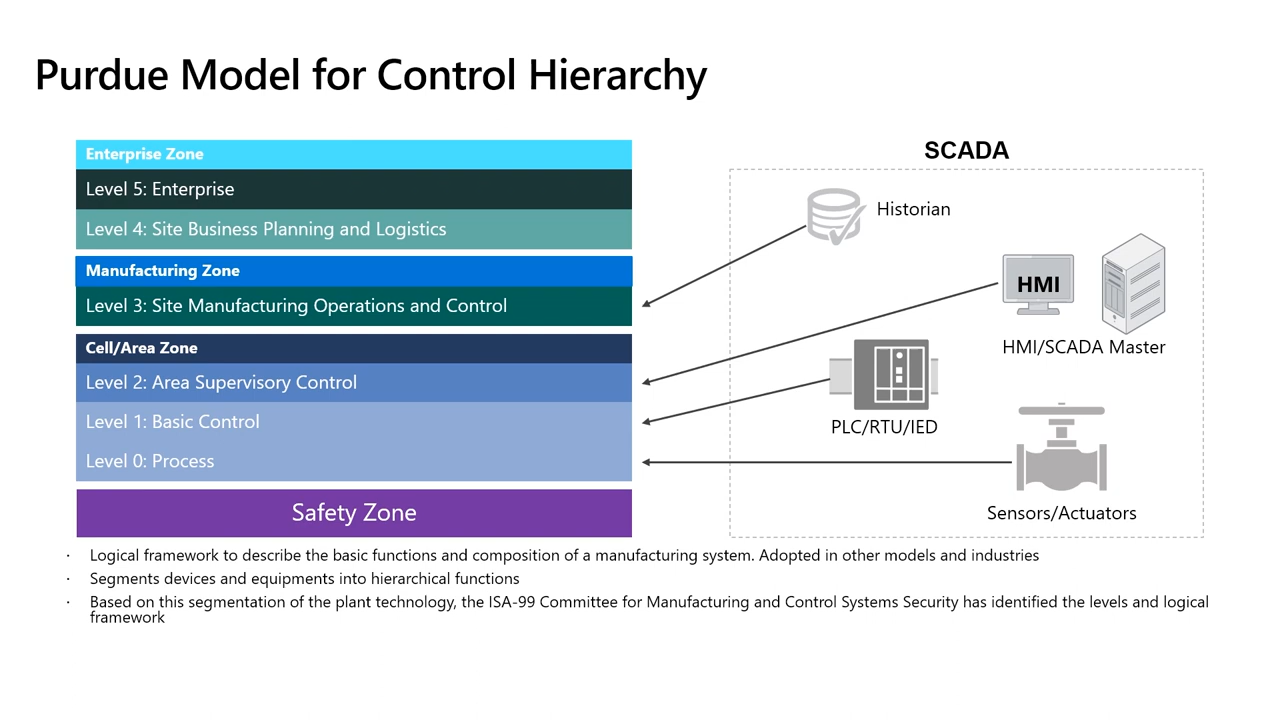 Purdue Model for Control Hierarchy
Enterprise Zone
Level 5: Enterprise
Level 4: Site Business Planning and Logistics
Manufacturing Zone
Level 3: Site Manufacturing Operations and Control
Cell/Area Zone
Level 2: Area Supervisory Control
Level 1: Basic Control
Level 0: Process
Safety Zone
SCADA
Historian
HMI
HMI/SCADA Master
PLC/RTU/IED
Sensors/Actuators
· Logical framework to describe the basic functions and composition of a manufacturing system. Adopted in other models and industries
· Segments devices and equipments into hierarchical functions
· Based on this segmentation of the plant technology, the ISA-99 Committee for Manufacturing and Control Systems Security has identified the levels and logical
framework